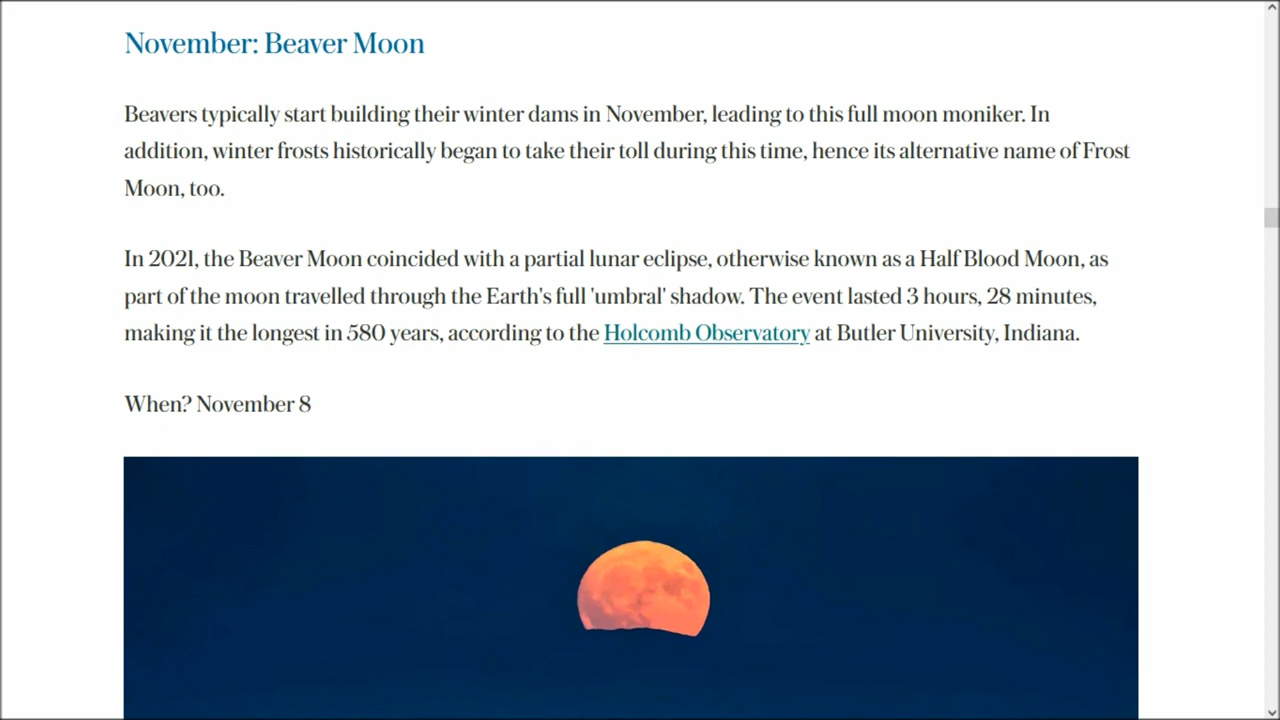 November: Beaver Moon
Beavers typically start building their winter dams in November, leading to this full moon moniker. In
addition, winter frosts historically began to take their toll during this time, hence its alternative name of Frost
Moon, too.
In 2021, the Beaver Moon coincided with a partial lunar eclipse, otherwise known as a Half Blood Moon, as
part of the moon travelled through the Earth's full 'umbral' shadow. The event lasted 3 hours, 28 minutes,
making it the longest in 580 years, according to the Holcomb Observatory at Butler University, Indiana.
When? November 8